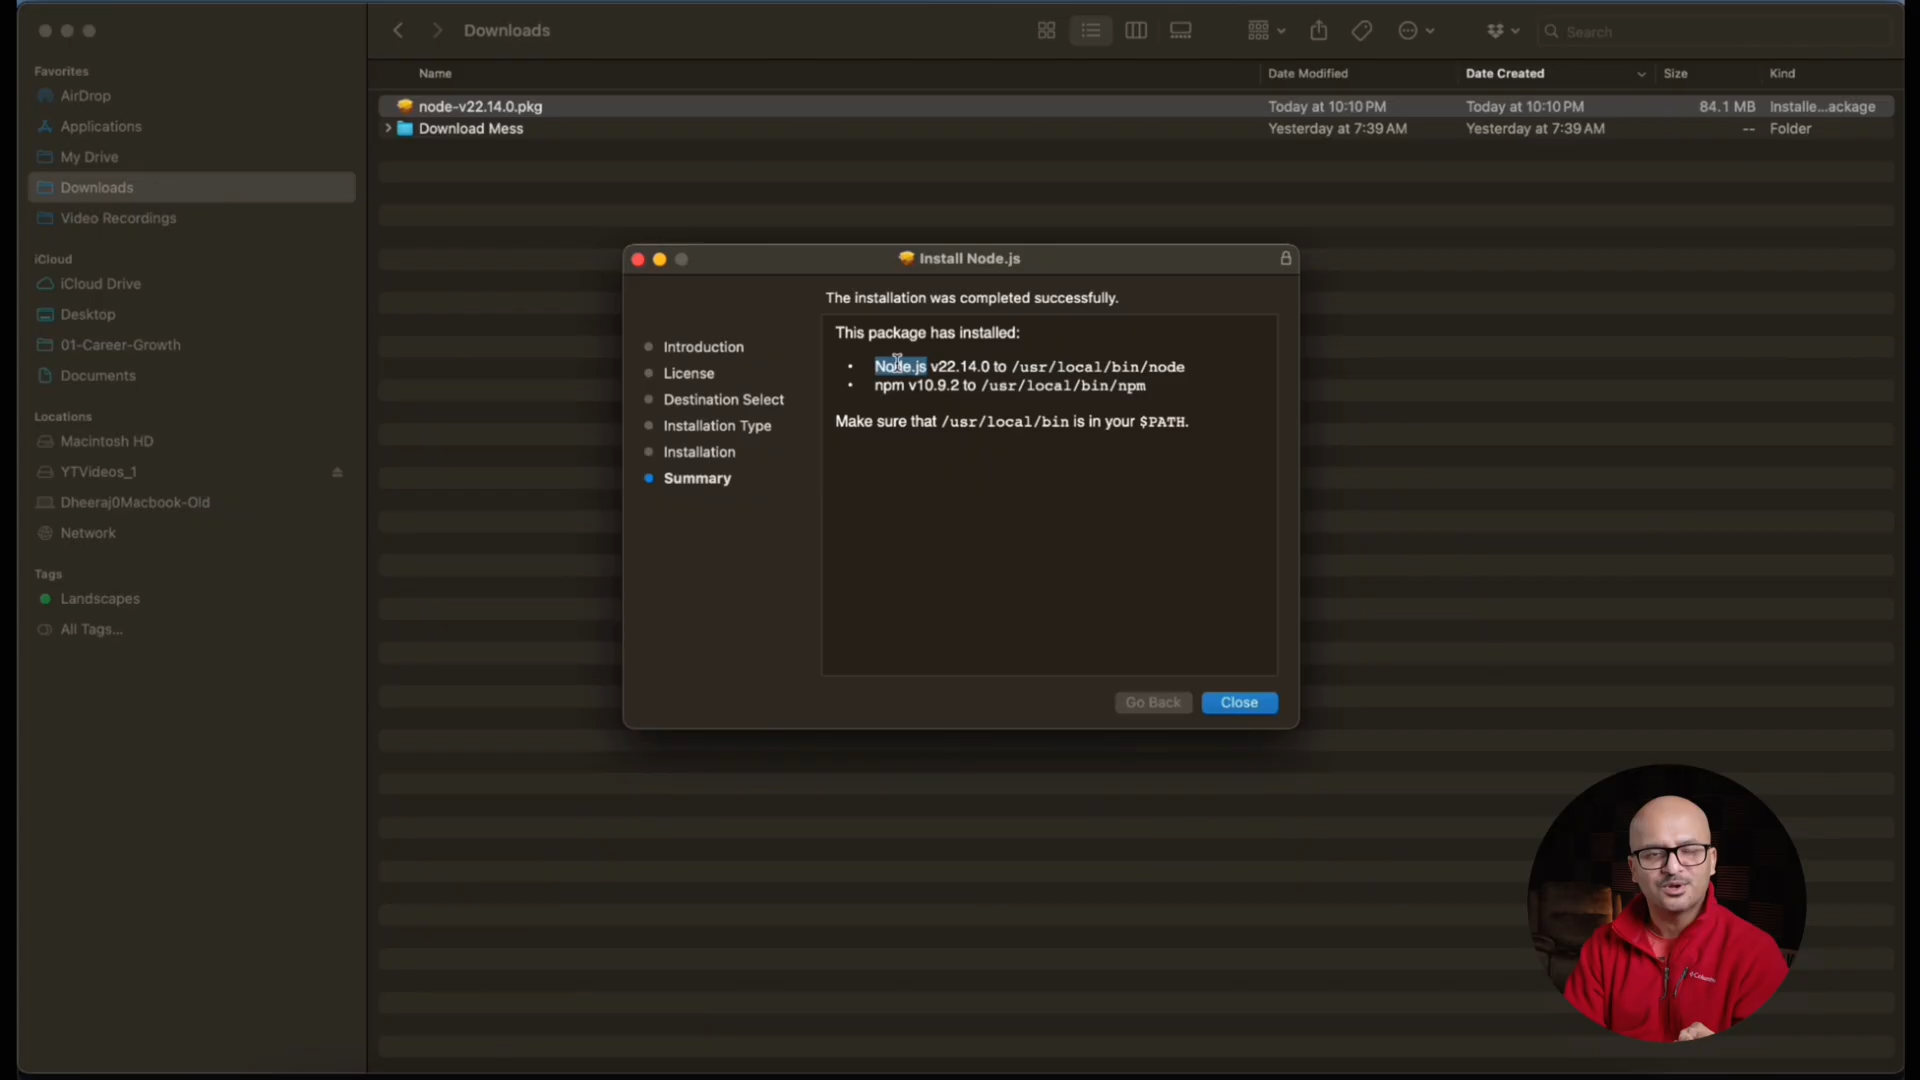 Downloads
Search
Favorites
AirDrop
Applications
My Drive
Downloads
Video Recordings
iCloud
iCloud Drive
Desktop
01-Career-Growth
Documents
Locations
Macintosh HD
YTVideos_1
Dheeraj0Macbook-Old
Network
Tags
Landscapes
All Tags...
Name Date Modified Date Created Size Kind
node-v22.14.0.pkg Today at 10:10 PM Today at 10:10 PM 84.1 MB Installe...ackage
Download Mess Yesterday at 7:39 AM Yesterday at 7:39 AM -- Folder
Install Node.js
The installation was completed successfully.
Introduction
License
Destination Select
Installation Type
Installation
Summary
This package has installed:
• Node.js v22.14.0 to /usr/local/bin/node
• npm v10.9.2 to /usr/local/bin/npm
Make sure that /usr/local/bin is in your $PATH.
Go Back Close
Columbia